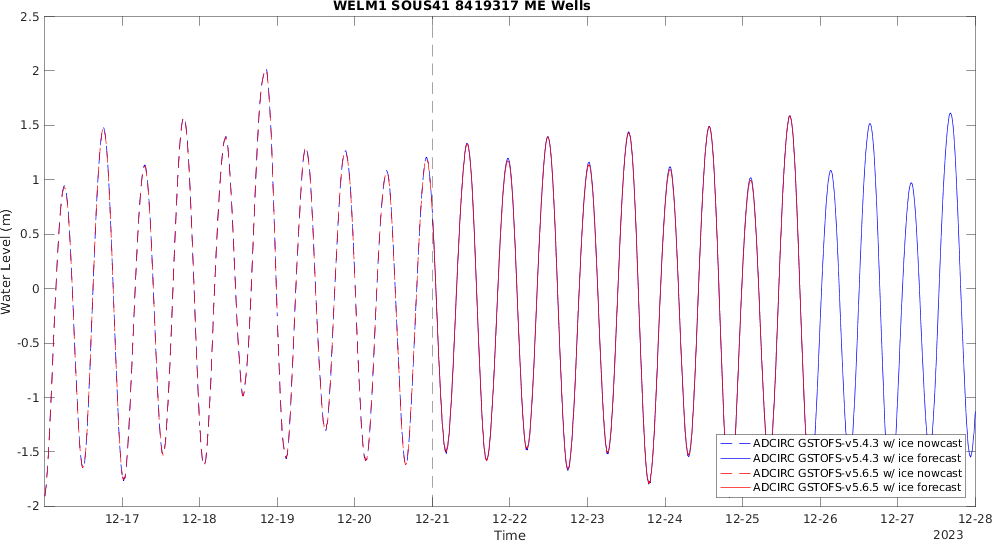 WELM1 SOUS41 8419317 ME Wells
2.5
2
1.5
1
0.5
0
-0.5
-1
-1.5
-2
Water Level (m)
12-17 12-18 12-19 12-20 12-21 12-22 12-23 12-24 12-25 12-26 12-27 12-28
Time
2023
ADCIRC GSTOFS-v5.4.3 w/ ice nowcast
ADCIRC GSTOFS-v5.4.3 w/ ice forecast
ADCIRC GSTOFS-v5.6.5 w/ ice nowcast
ADCIRC GSTOFS-v5.6.5 w/ ice forecast